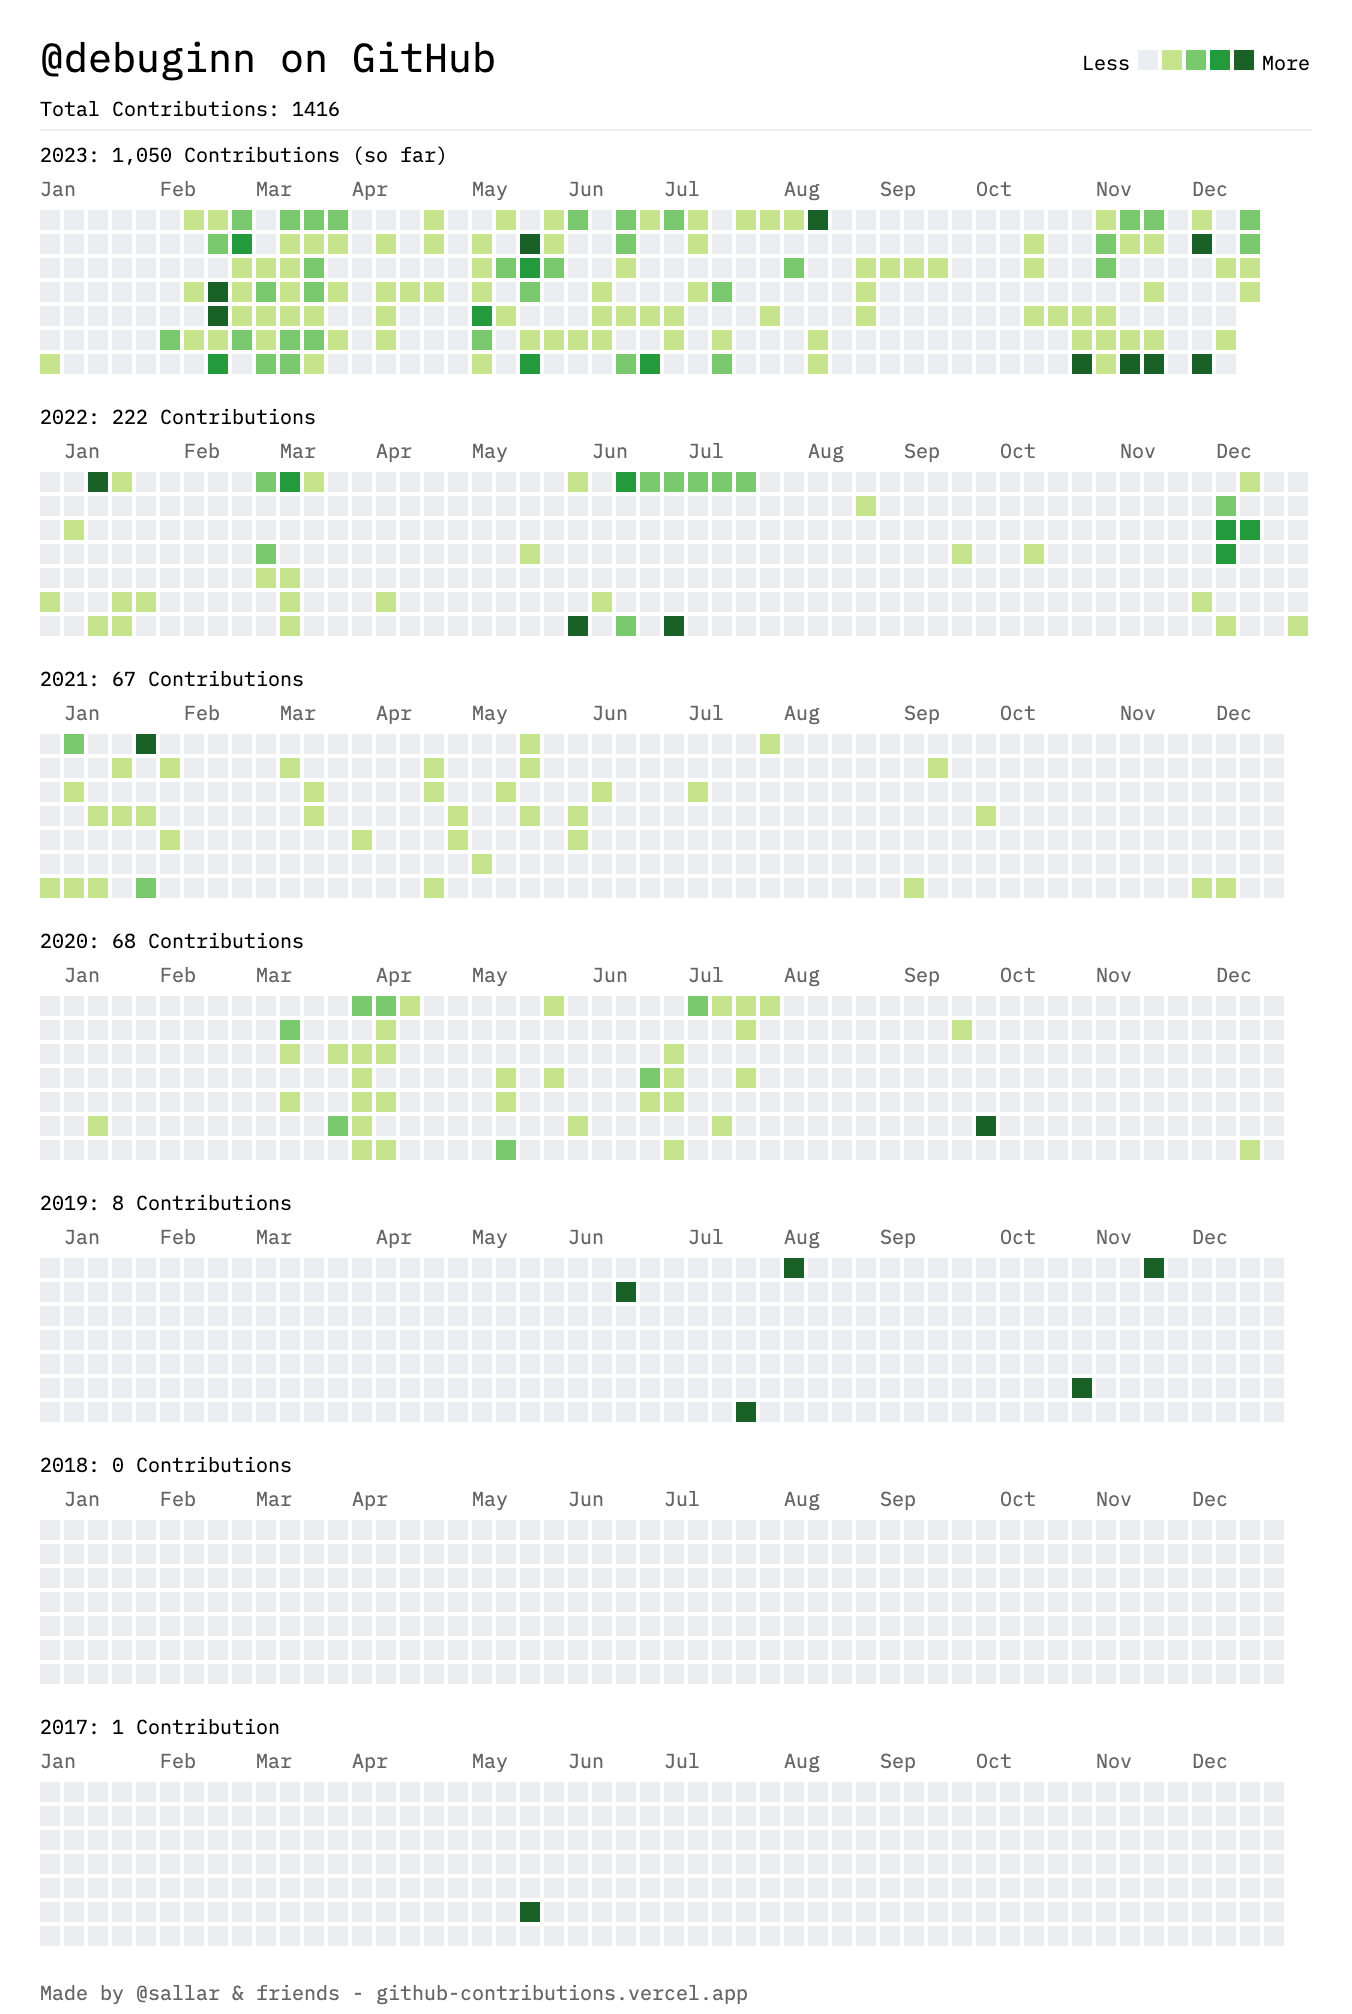 @debuginn on GitHub
Less More
Total Contributions: 1416
2023: 1,050 Contributions (so far)
Jan Feb Mar Apr May Jun Jul Aug Sep Oct Nov Dec
2022: 222 Contributions
Jan Feb Mar Apr May Jun Jul Aug Sep Oct Nov Dec
2021: 67 Contributions
Jan Feb Mar Apr May Jun Jul Aug Sep Oct Nov Dec
2020: 68 Contributions
Jan Feb Mar Apr May Jun Jul Aug Sep Oct Nov Dec
2019: 8 Contributions
Jan Feb Mar Apr May Jun Jul Aug Sep Oct Nov Dec
2018: 0 Contributions
Jan Feb Mar Apr May Jun Jul Aug Sep Oct Nov Dec
2017: 1 Contribution
Jan Feb Mar Apr May Jun Jul Aug Sep Oct Nov Dec
Made by @sallar & friends - github-contributions.vercel.app